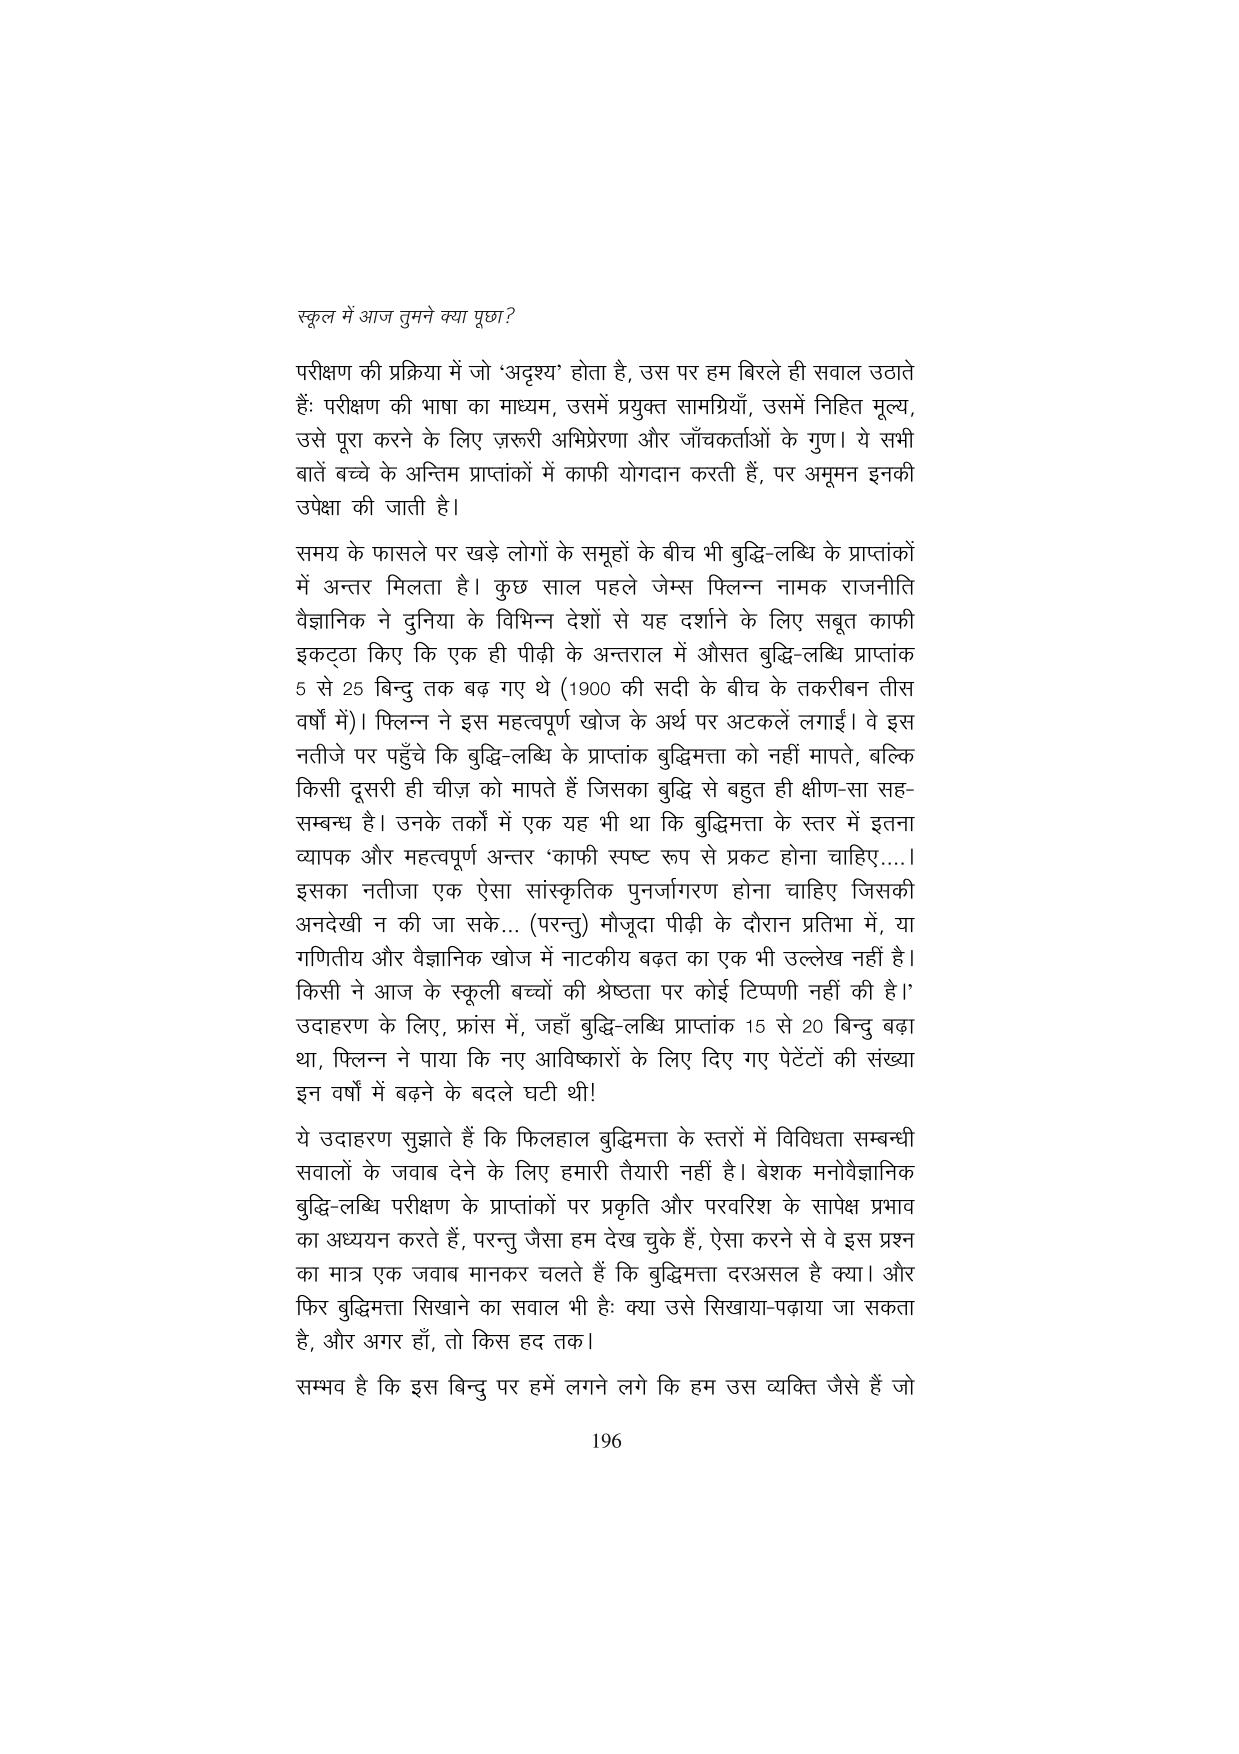 स्कूल में आज तुमने क्या पूछा?
परीक्षण की प्रक्रिया में जो ‘अदृश्य’ होता है, उस पर हम बिरले ही सवाल उठाते
हैंः परीक्षण की भाषा का माध्यम, उसमें प्रयुक्त सामग्रियाँ, उसमें निहित मूल्य,
उसे पूरा करने के लिए ज़रूरी अभिप्रेरणा और जाँचकर्ताओं के गुण। ये सभी
बातें बच्चे के अन्तिम प्राप्तांकों में काफी योगदान करती हैं, पर अमूमन इनकी
उपेक्षा की जाती है।
समय के फासले पर खड़े लोगों के समूहों के बीच भी बुद्धि-लब्धि के प्राप्तांकों
में अन्तर मिलता है। कुछ साल पहले जेम्स फ्लिन्न नामक राजनीति
वैज्ञानिक ने दुनिया के विभिन्न देशों से यह दर्शाने के लिए सबूत काफी
इकट्ठा किए कि एक ही पीढ़ी के अन्तराल में औसत बुद्धि-लब्धि प्राप्तांक
5 से 25 बिन्दु तक बढ़ गए थे (1900 की सदी के बीच के तकरीबन तीस
वर्षों में)। फ्लिन्न ने इस महत्वपूर्ण खोज के अर्थ पर अटकलें लगाईं। वे इस
नतीजे पर पहुँचे कि बुद्धि-लब्धि के प्राप्तांक बुद्धिमत्ता को नहीं मापते, बल्कि
किसी दूसरी ही चीज़ को मापते हैं जिसका बुद्धि से बहुत ही क्षीण-सा सह-
सम्बन्ध है। उनके तर्कों में एक यह भी था कि बुद्धिमत्ता के स्तर में इतना
व्यापक और महत्वपूर्ण अन्तर ‘काफी स्पष्ट रूप से प्रकट होना चाहिए....।
इसका नतीजा एक ऐसा सांस्कृतिक पुनर्जागरण होना चाहिए जिसकी
अनदेखी न की जा सके... (परन्तु) मौजूदा पीढ़ी के दौरान प्रतिभा में, या
गणितीय और वैज्ञानिक खोज में नाटकीय बढ़त का एक भी उल्लेख नहीं है।
किसी ने आज के स्कूली बच्चों की श्रेष्ठता पर कोई टिप्पणी नहीं की है।’
उदाहरण के लिए, फ्रांस में, जहाँ बुद्धि-लब्धि प्राप्तांक 15 से 20 बिन्दु बढ़ा
था, फ्लिन्न ने पाया कि नए आविष्कारों के लिए दिए गए पेटेंटों की संख्या
इन वर्षों में बढ़ने के बदले घटी थी!
ये उदाहरण सुझाते हैं कि फिलहाल बुद्धिमत्ता के स्तरों में विविधता सम्बन्धी
सवालों के जवाब देने के लिए हमारी तैयारी नहीं है। बेशक मनोवैज्ञानिक
बुद्धि-लब्धि परीक्षण के प्राप्तांकों पर प्रकृति और परवरिश के सापेक्ष प्रभाव
का अध्ययन करते हैं, परन्तु जैसा हम देख चुके हैं, ऐसा करने से वे इस प्रश्न
का मात्र एक जवाब मानकर चलते हैं कि बुद्धिमत्ता दरअसल है क्या। और
फिर बुद्धिमत्ता सिखाने का सवाल भी हैः क्या उसे सिखाया-पढ़ाया जा सकता
है, और अगर हाँ, तो किस हद तक।
सम्भव है कि इस बिन्दु पर हमें लगने लगे कि हम उस व्यक्ति जैसे हैं जो
196